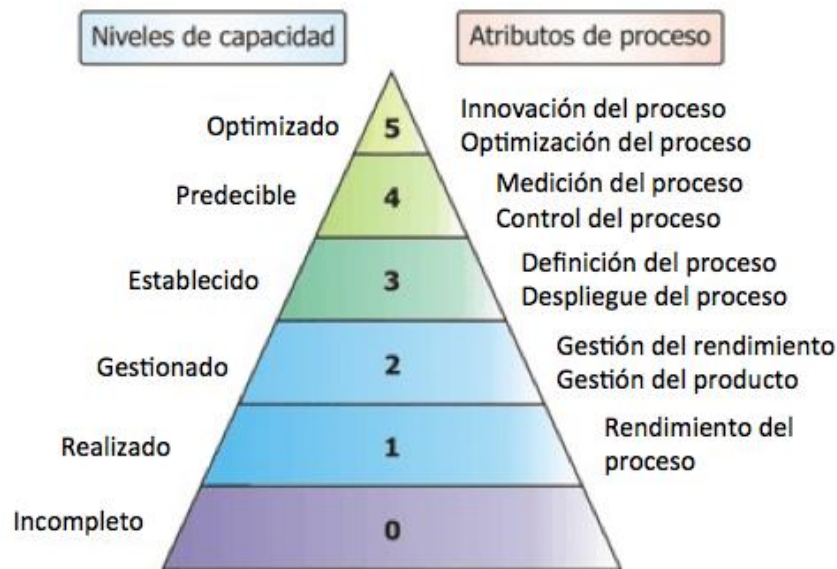 Niveles de capacidad
Atributos de proceso
Optimizado
5
Innovación del proceso
Optimización del proceso
Predecible
4
Medición del proceso
Control del proceso
Establecido
3
Definición del proceso
Despliegue del proceso
Gestionado
2
Gestión del rendimiento
Gestión del producto
Realizado
1
Rendimiento del
proceso
Incompleto
0